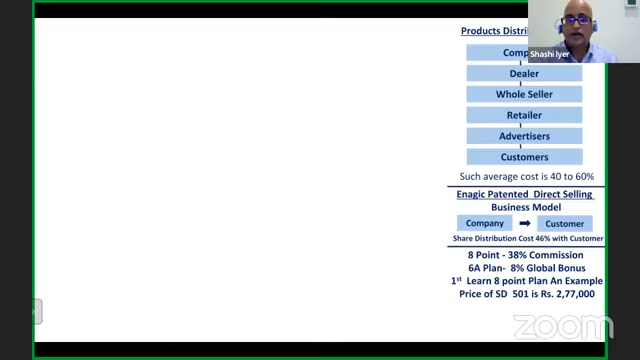 Products Distri
Shashi Iyer
Comp
Dealer
Whole Seller
Retailer
Advertisers
Customers
Such average cost is 40 to 60%
Enagic Patented Direct Selling
Business Model
Company
Customer
Share Distribution Cost 46% with Customer
8 Point - 38% Commission
6A Plan- 8% Global Bonus
1st Learn 8 point Plan An Example
Price of SD 501 is Rs. 2,77,000
zoom